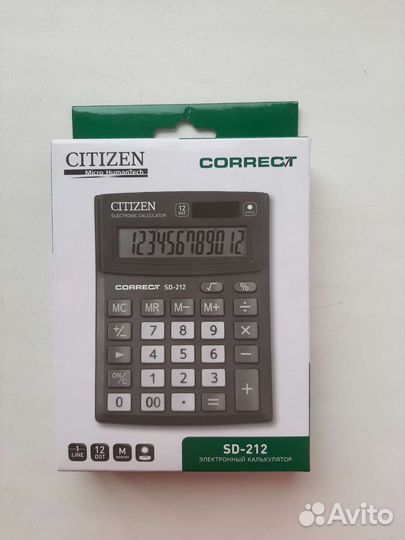 CITIZEN
Micro HumanTech
CORRECT
CITIZEN
ELECTRONIC CALCULATOR
12
DGT
123456789012
CORRECT SD-212
√ %
MC MR M− M+ ÷
+/− 7 8 9 ×
► 4 5 6 −
ON/C 1 2 3 +
0 00 · =
1
LINE
12
DGT
M
SD-212
ЭЛЕКТРОННЫЙ КАЛЬКУЛЯТОР
Avito